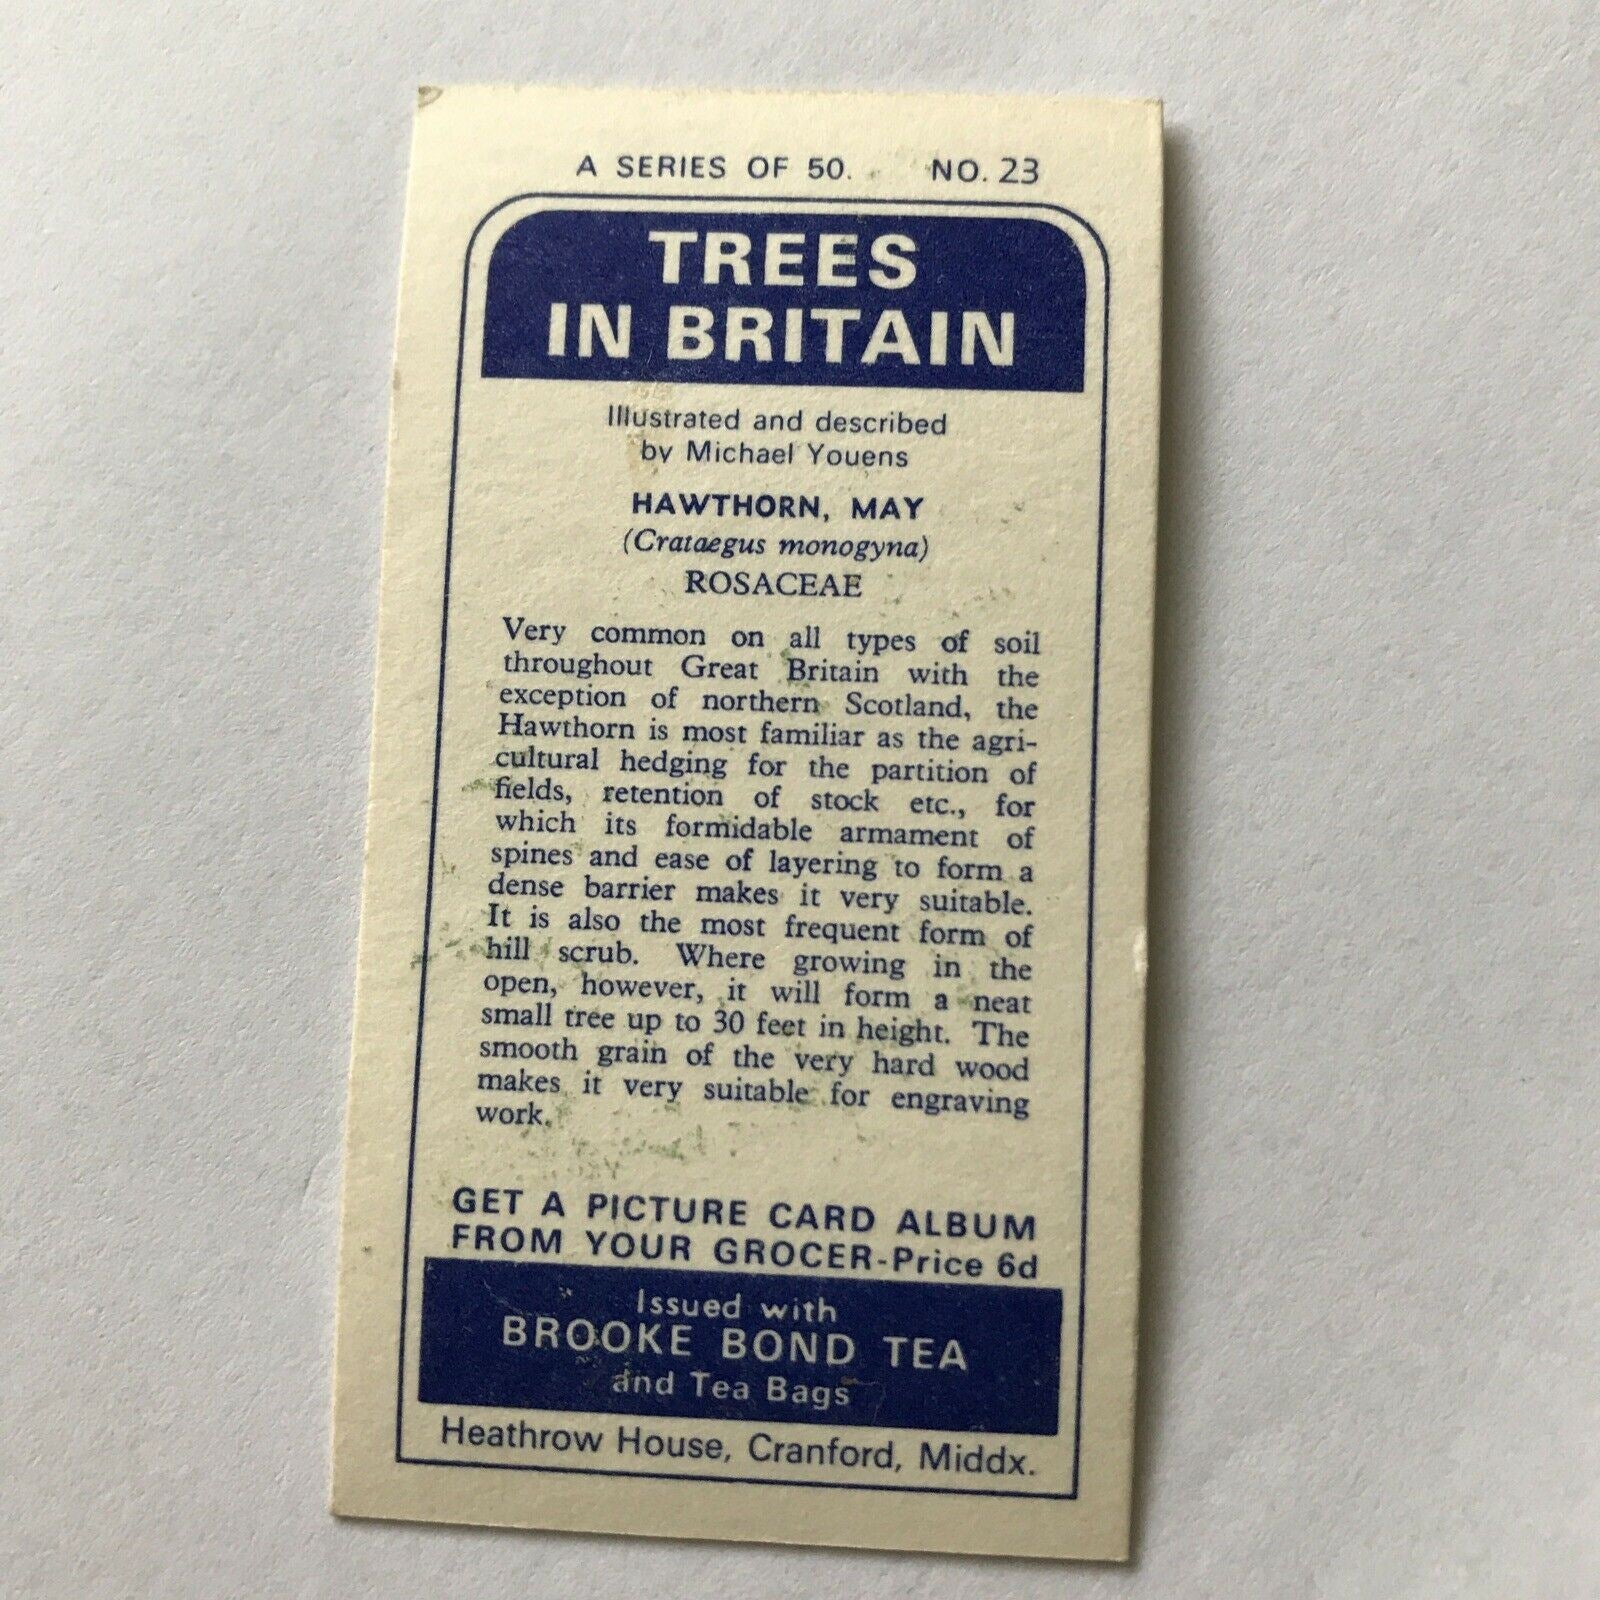 A SERIES OF 50. NO. 23
TREES
IN BRITAIN
Illustrated and described
by Michael Youens
HAWTHORN, MAY
(Crataegus monogyna)
ROSACEAE
Very common on all types of soil
throughout Great Britain with the
exception of northern Scotland, the
Hawthorn is most familiar as the agri-
cultural hedging for the partition of
fields, retention of stock etc., for
which its formidable armament of
spines and ease of layering to form a
dense barrier makes it very suitable.
It is also the most frequent form of
hill scrub. Where growing in the
open, however, it will form a neat
small tree up to 30 feet in height. The
smooth grain of the very hard wood
makes it very suitable for engraving
work.
GET A PICTURE CARD ALBUM
FROM YOUR GROCER-Price 6d
Issued with
BROOKE BOND TEA
and Tea Bags
Heathrow House, Cranford, Middx.